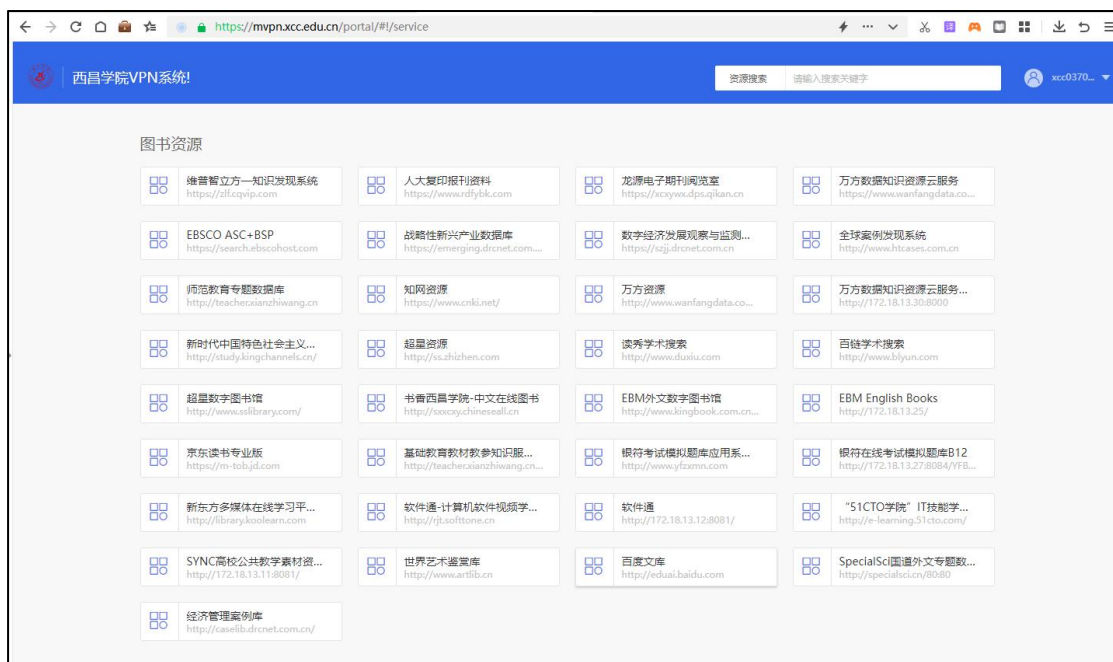 https://mvpn.xcc.edu.cn/portal/#!/service
西昌学院VPN系统!
资源搜索 请输入搜索关键字
xcc0370...
图书资源
维普智立方—知识发现系统
https://zlf.cqvip.com
人大复印报刊资料
https://www.rdfybk.com
龙源电子期刊阅览室
https://xcxywx.dps.qikan.cn
万方数据知识资源云服务
https://www.wanfangdata.co...
EBSCO ASC+BSP
https://search.ebscohost.com
战略性新兴产业数据库
https://emerging.drcnet.com....
数字经济发展观察与监测...
https://szjj.drcnet.com.cn
全球案例发现系统
http://www.htcases.com.cn
师范教育专题数据库
http://teacher.xianzhiwang.cn
知网资源
https://www.cnki.net/
万方资源
http://www.wanfangdata.co...
万方数据知识资源云服务...
http://172.18.13.30:8000
新时代中国特色社会主义...
http://study.kingchannels.cn/
超星资源
http://ss.zhizhen.com
读秀学术搜索
http://www.duxiu.com
百链学术搜索
http://www.blyun.com
超星数字图书馆
http://www.sslibrary.com/
书香西昌学院-中文在线图书
http://sxxcxy.chineseall.cn
EBM外文数字图书馆
http://www.kingbook.com.cn...
EBM English Books
http://172.18.13.25/
京东读书专业版
https://m-tob.jd.com
基础教育教材教参知识服...
http://teacher.xianzhiwang.cn...
银符考试模拟题库应用系...
http://www.yfzxmn.com
银符在线考试模拟题库B12
http://172.18.13.27:8084/YFB...
新东方多媒体在线学习平...
http://library.koolearn.com
软件通-计算机软件视频学...
http://rjt.softtone.cn
软件通
http://172.18.13.12:8081/
“51CTO学院”IT技能学...
http://e-learning.51cto.com/
SYNC高校公共教学素材资...
http://172.18.13.11:8081/
世界艺术鉴赏库
http://www.artlib.cn
百度文库
http://eduai.baidu.com
SpecialSci国道外文专题数...
http://specialsci.cn/80:80
经济管理案例库
http://caselib.drcnet.com.cn/